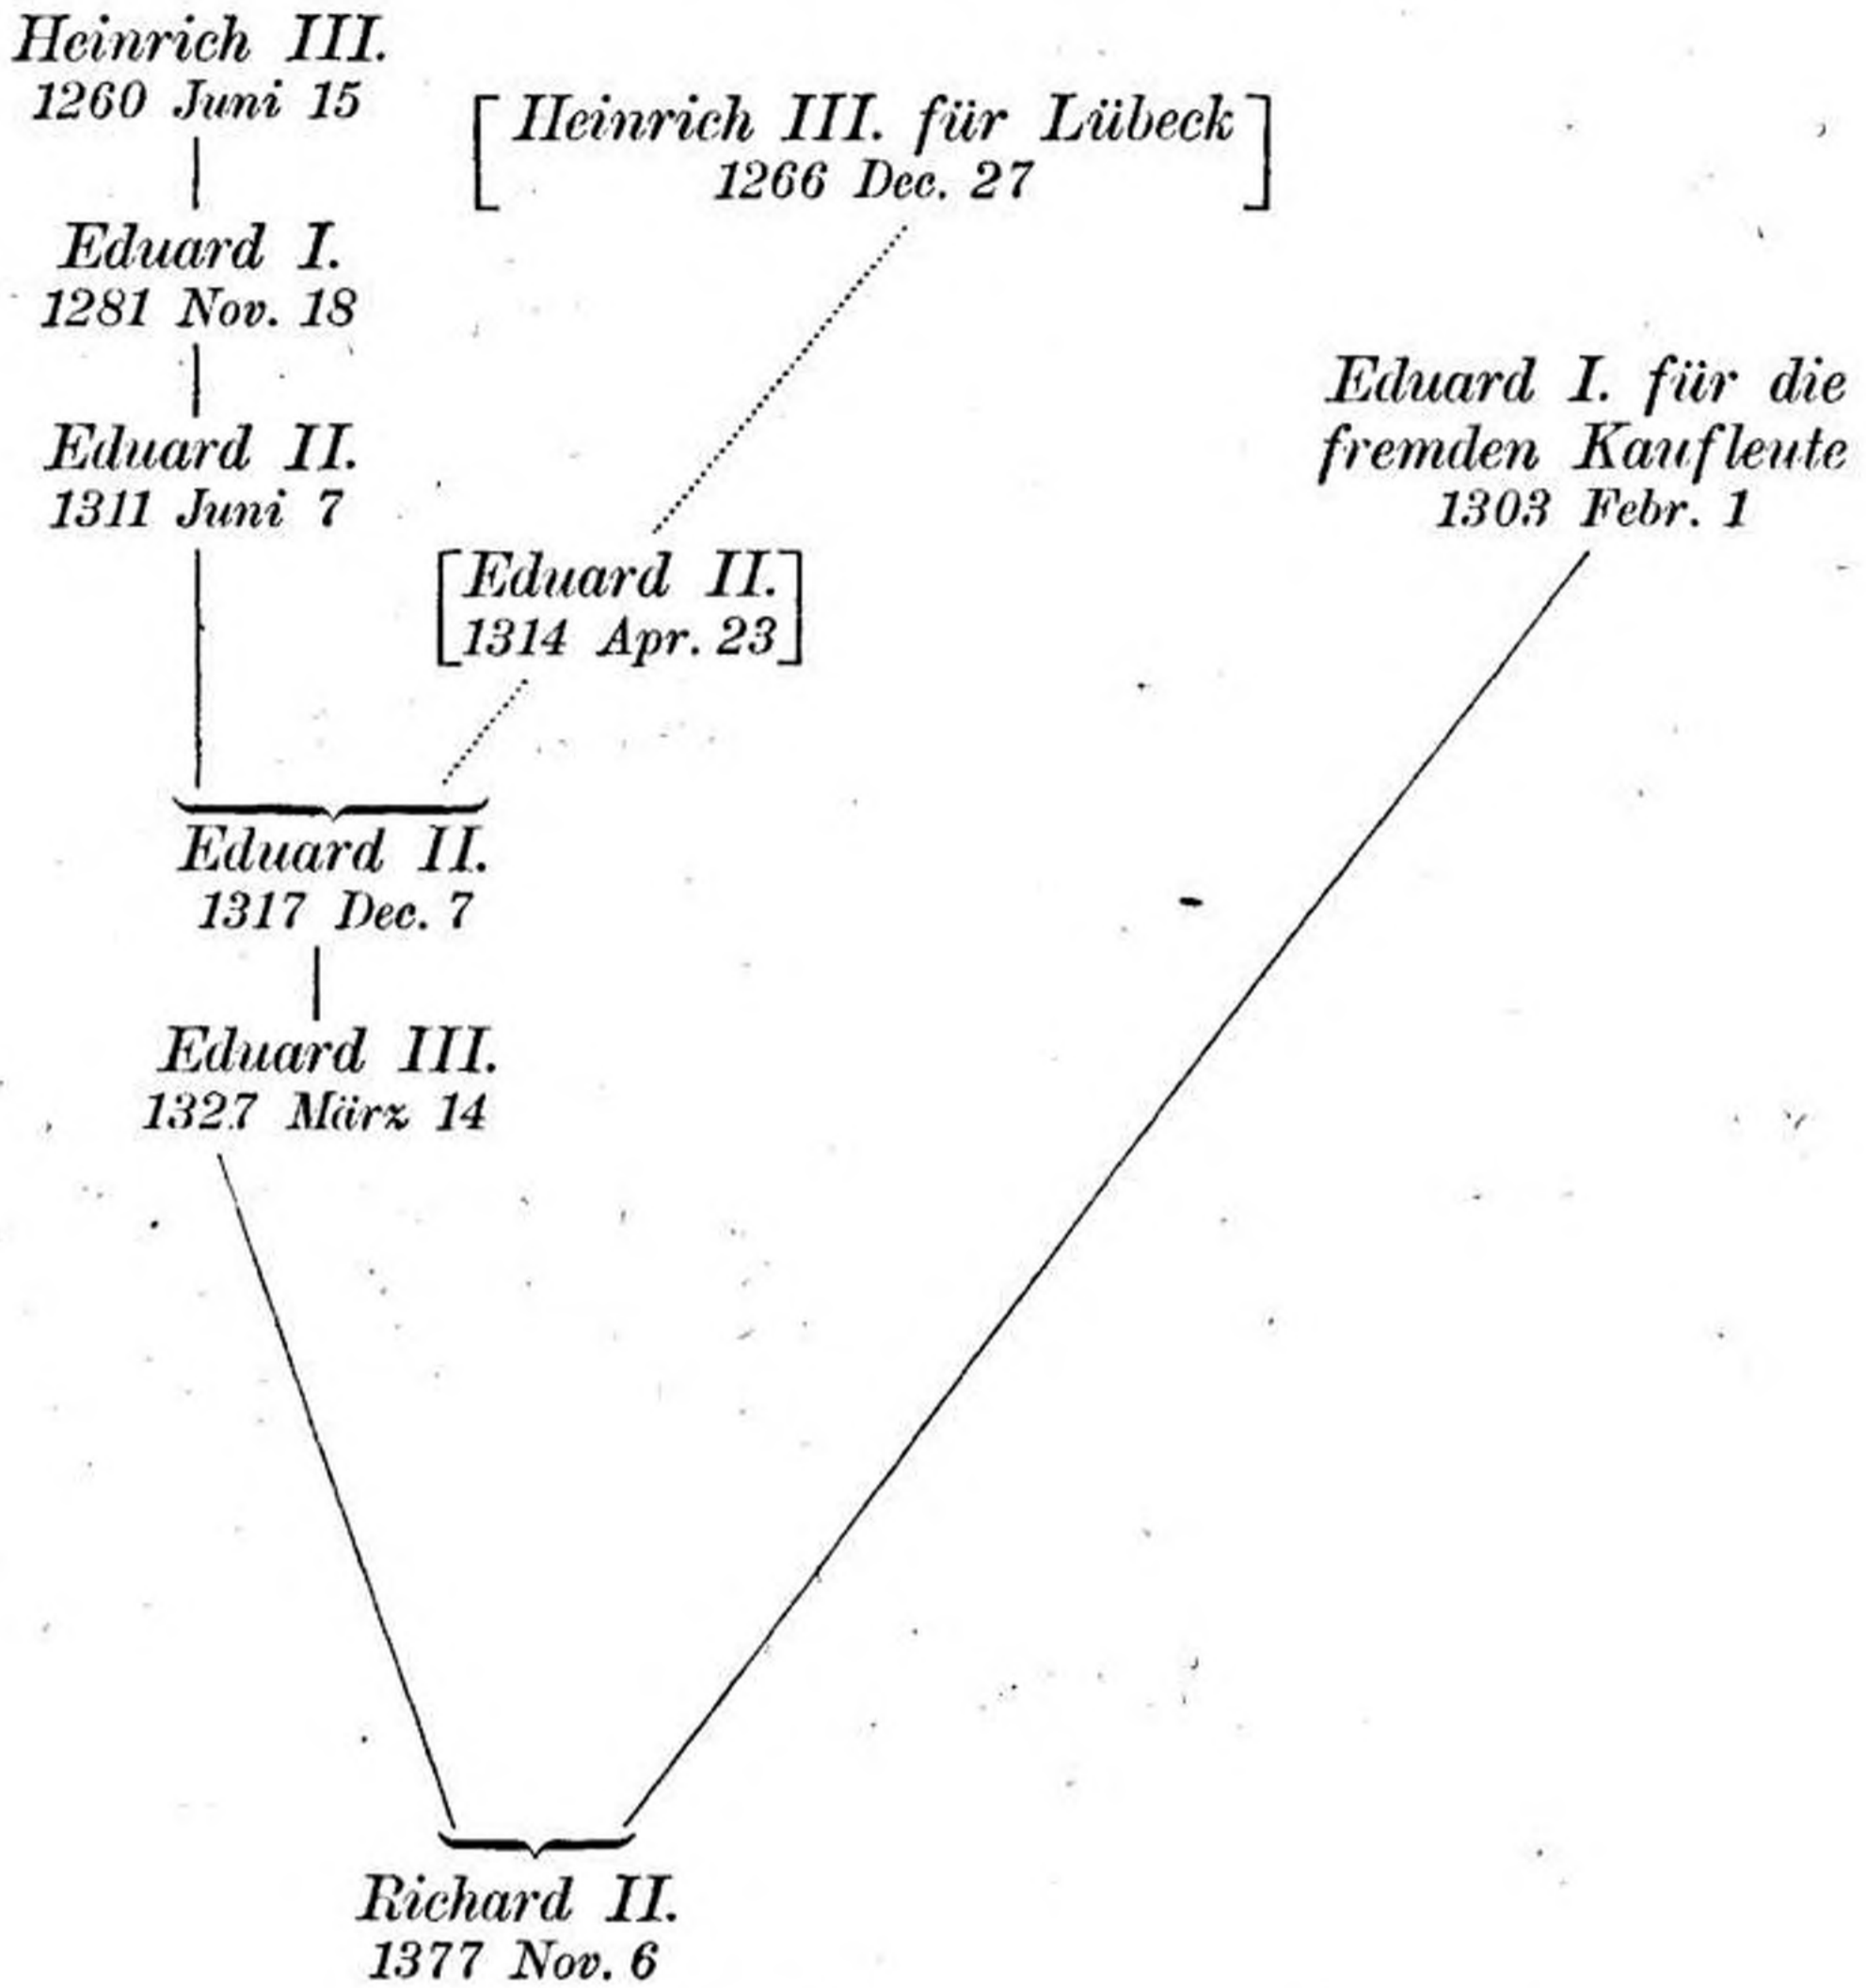 Heinrich III.
1260 Juni 15
[Heinrich III. für Lübeck]
1266 Dec. 27
Eduard I.
1281 Nov. 18
Eduard I. für die
fremden Kaufleute
1303 Febr. 1
Eduard II.
1311 Juni 7
[Eduard II.]
1314 Apr. 23
Eduard II.
1317 Dec. 7
Eduard III.
1327 März 14
Richard II.
1377 Nov. 6